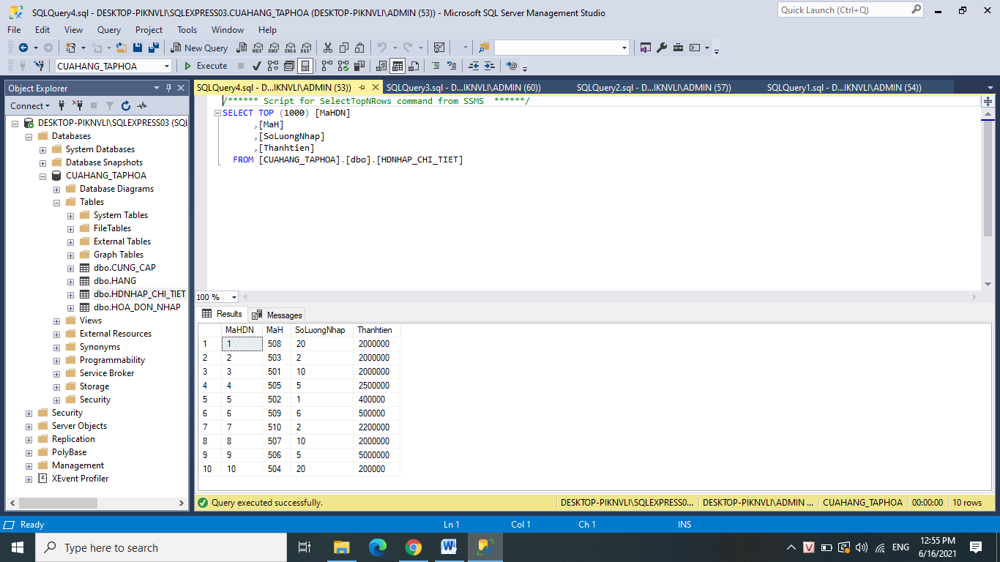 SQLQuery4.sql - DESKTOP-PIKNVLI\SQLEXPRESS03.CUAHANG_TAPHOA (DESKTOP-PIKNVLI\ADMIN (53)) - Microsoft SQL Server Management Studio
Quick Launch (Ctrl+Q)
File Edit View Query Project Tools Window Help
New Query MDX DMX XMLA DAX
CUAHANG_TAPHOA Execute
Object Explorer
Connect
DESKTOP-PIKNVLI\SQLEXPRESS03 (SQL
Databases
System Databases
Database Snapshots
CUAHANG_TAPHOA
Database Diagrams
Tables
System Tables
FileTables
External Tables
Graph Tables
dbo.CUNG_CAP
dbo.HANG
dbo.HDNHAP_CHI_TIET
dbo.HOA_DON_NHAP
Views
External Resources
Synonyms
Programmability
Service Broker
Storage
Security
Security
Server Objects
Replication
PolyBase
Management
XEvent Profiler
SQLQuery4.sql - D...IKNVLI\ADMIN (53)) SQLQuery3.sql - D...IKNVLI\ADMIN (60)) SQLQuery2.sql - D...IKNVLI\ADMIN (57)) SQLQuery1.sql - D...IKNVLI\ADMIN (54))
/****** Script for SelectTopNRows command from SSMS ******/
SELECT TOP (1000) [MaHDN]
,[MaH]
,[SoLuongNhap]
,[Thanhtien]
FROM [CUAHANG_TAPHOA].[dbo].[HDNHAP_CHI_TIET]
100 %
Results Messages
MaHDN MaH SoLuongNhap Thanhtien
1 1 508 20 2000000
2 2 503 2 2000000
3 3 501 10 2000000
4 4 505 5 2500000
5 5 502 1 400000
6 6 509 6 500000
7 7 510 2 2200000
8 8 507 10 2000000
9 9 506 5 5000000
10 10 504 20 200000
Query executed successfully. DESKTOP-PIKNVLI\SQLEXPRESS0... DESKTOP-PIKNVLI\ADMIN ... CUAHANG_TAPHOA 00:00:00 10 rows
Ready Ln 1 Col 1 Ch 1 INS
Type here to search
V ENG 12:55 PM
6/16/2021